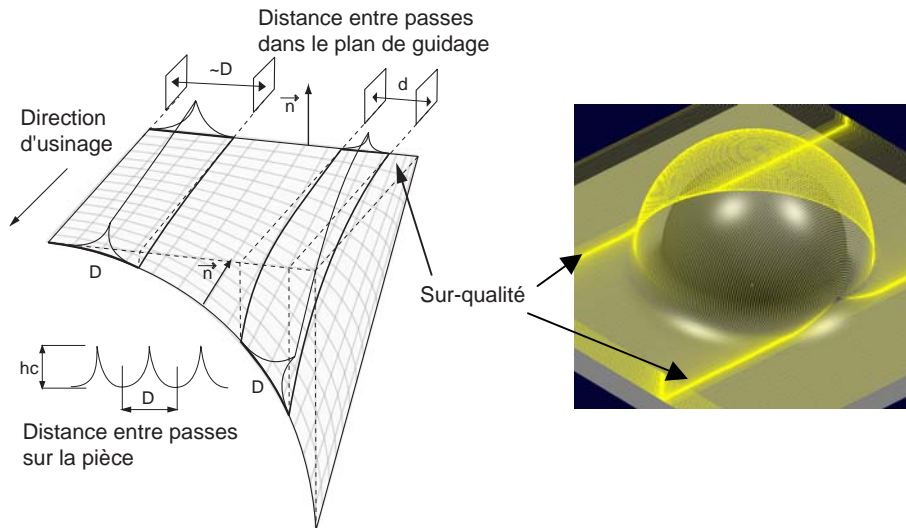 Distance entre passes
dans le plan de guidage
~D
n
d
Direction
d'usinage
D
n
Sur-qualité
hc
D
D
Distance entre passes
sur la pièce